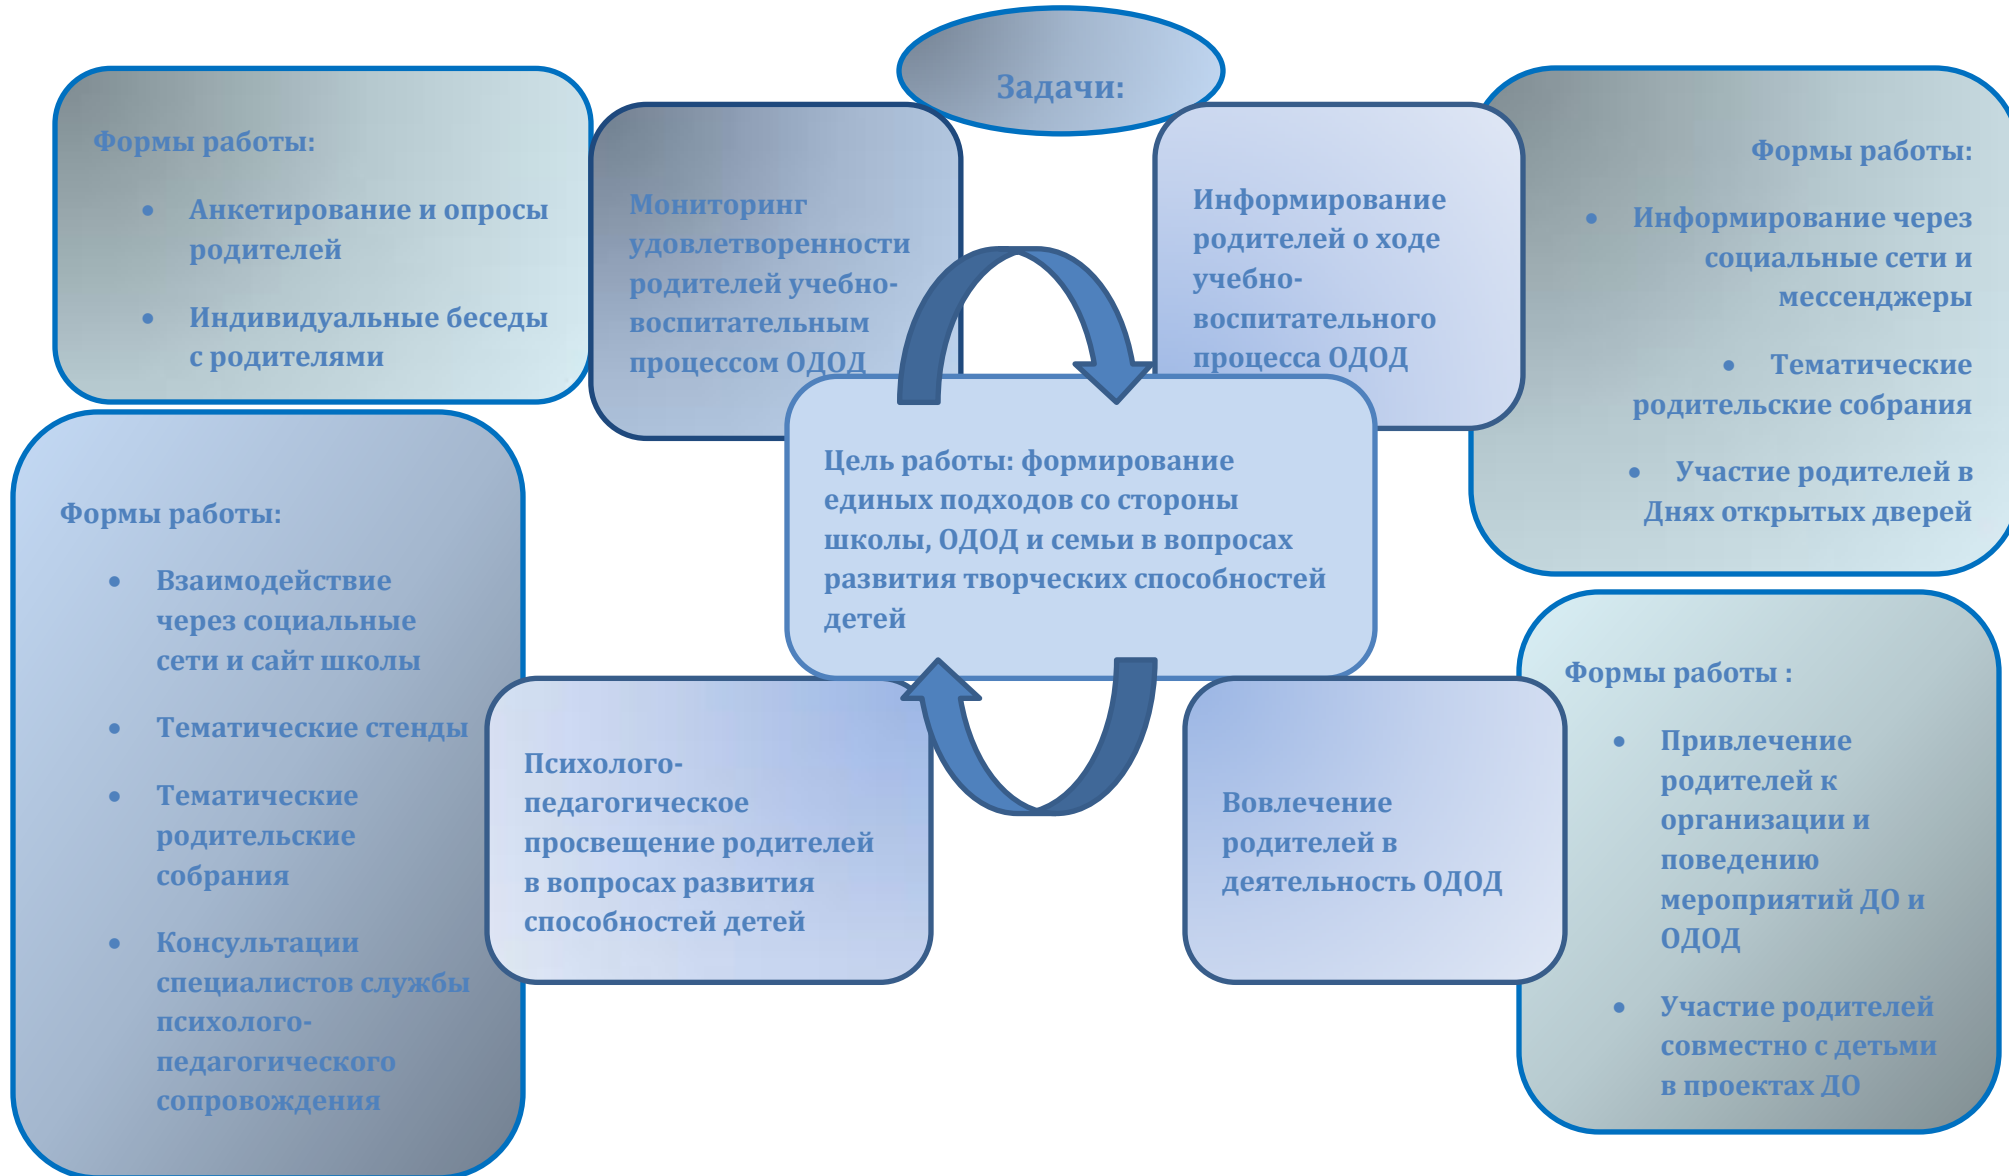 Задачи:
Формы работы:
• Анкетирование и опросы
родителей
• Индивидуальные беседы
с родителями
Мониторинг
удовлетворенности
родителей учебно-
воспитательным
процессом ОДОД
Информирование
родителей о ходе
учебно-
воспитательного
процесса ОДОД
Формы работы:
• Информирование через
социальные сети и
мессенджеры
• Тематические
родительские собрания
• Участие родителей в
Днях открытых дверей
Цель работы: формирование
единых подходов со стороны
школы, ОДОД и семьи в вопросах
развития творческих способностей
детей
Формы работы:
• Взаимодействие
через социальные
сети и сайт школы
• Тематические стенды
• Тематические
родительские
собрания
• Консультации
специалистов службы
психолого-
педагогического
сопровождения
Психолого-
педагогическое
просвещение родителей
в вопросах развития
способностей детей
Вовлечение
родителей в
деятельность ОДОД
Формы работы :
• Привлечение
родителей к
организации и
поведению
мероприятий ДО и
ОДОД
• Участие родителей
совместно с детьми
в проектах ДО